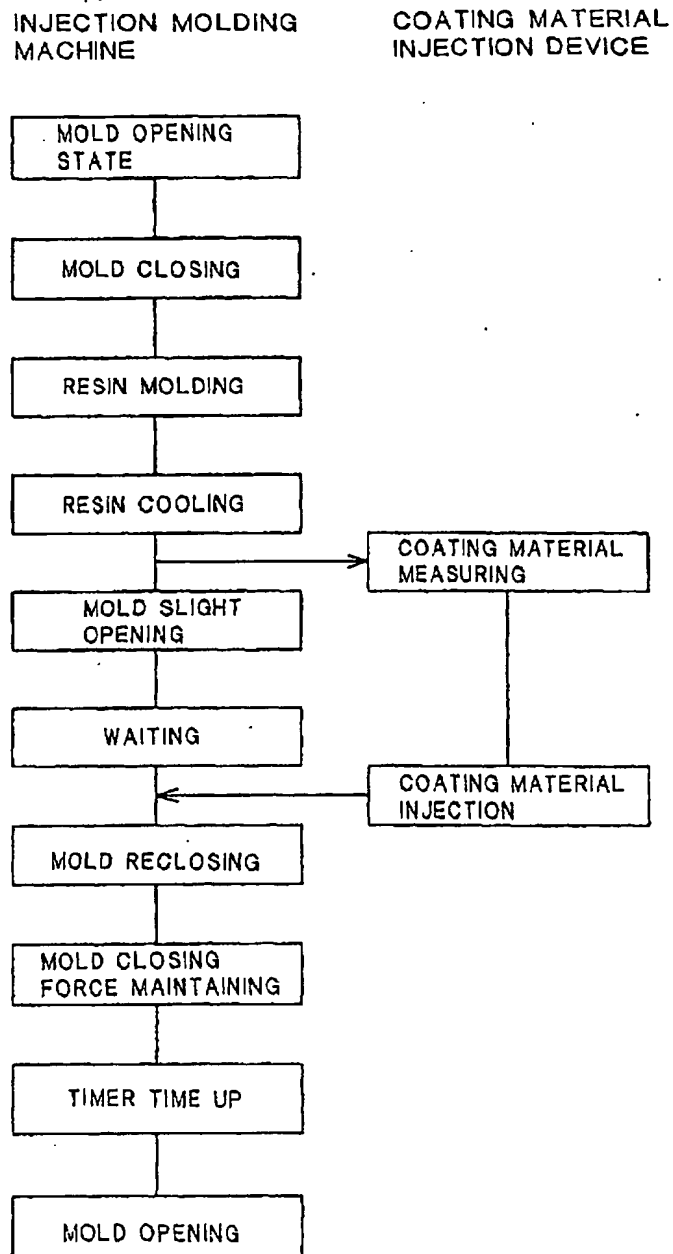 INJECTION MOLDING
MACHINE
COATING MATERIAL
INJECTION DEVICE
MOLD OPENING
STATE
MOLD CLOSING
RESIN MOLDING
RESIN COOLING
COATING MATERIAL
MEASURING
MOLD SLIGHT
OPENING
WAITING
COATING MATERIAL
INJECTION
MOLD RECLOSING
MOLD CLOSING
FORCE MAINTAINING
TIMER TIME UP
MOLD OPENING